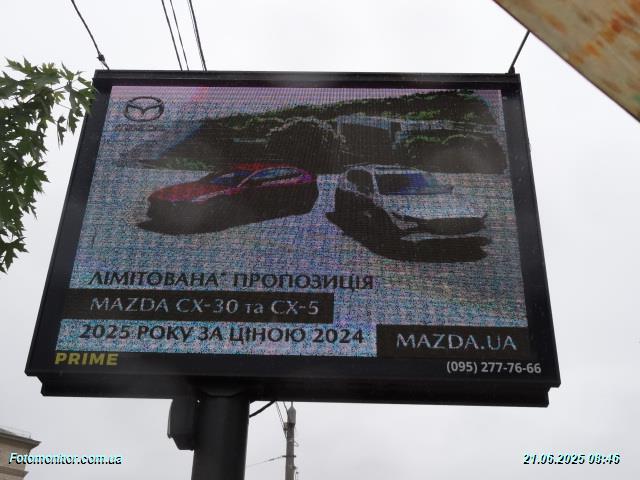 mazda
ЛІМІТОВАНА* ПРОПОЗИЦІЯ
MAZDA CX-30 та CX-5
2025 РОКУ ЗА ЦІНОЮ 2024
MAZDA.UA
PRIME
(095) 277-76-66
Fotomonitor.com.ua
21.06.2025 08:46